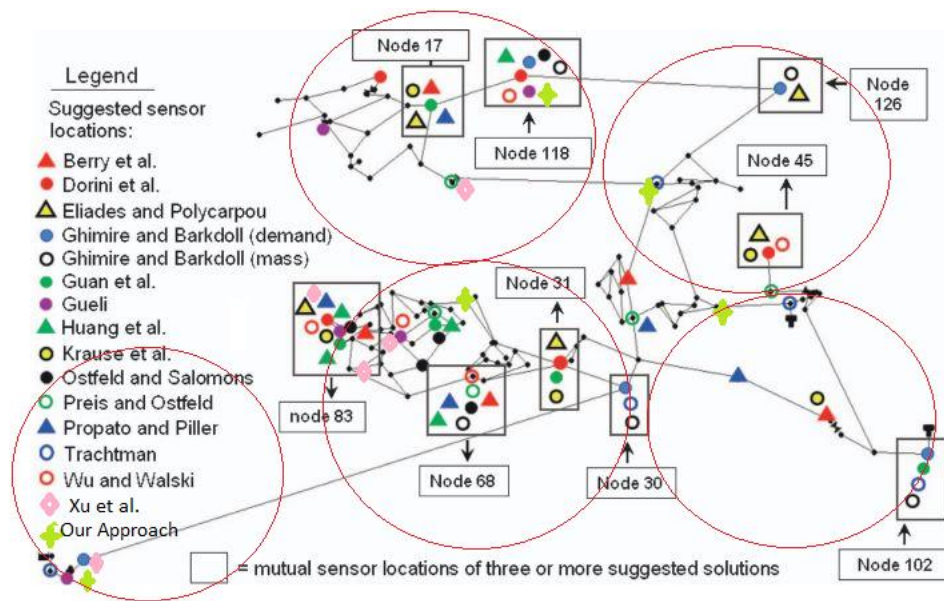 Node 17
Node
126
Node 118
Node 45
Legend
Suggested sensor
locations:
Berry et al.
Dorini et al.
Eliades and Polycarpou
Ghimire and Barkdoll (demand)
Ghimire and Barkdoll (mass)
Guan et al.
Gueli
Huang et al.
Krause et al.
Ostfeld and Salomons
Preis and Ostfeld
Propato and Piller
Trachtman
Wu and Walski
Xu et al.
Our Approach
Node 31
node 83
Node 68
Node 30
Node 102
= mutual sensor locations of three or more suggested solutions